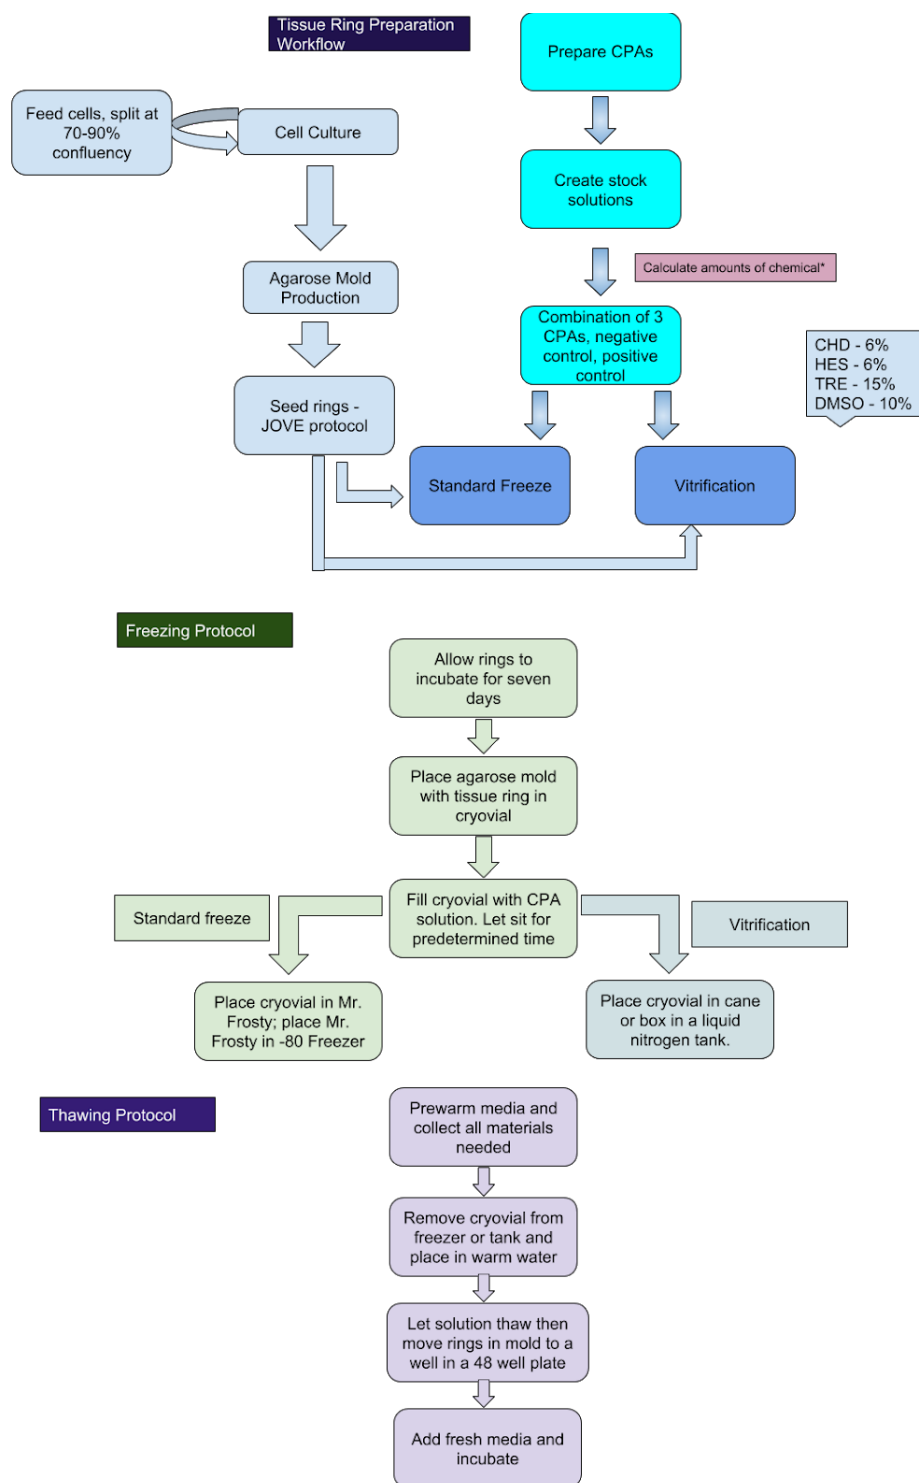 Tissue Ring Preparation
Workflow
Prepare CPAs
Feed cells, split at
70-90%
confluency
Cell Culture
Create stock
solutions
Calculate amounts of chemical*
Agarose Mold
Production
Combination of 3
CPAs, negative
control, positive
control
CHD - 6%
HES - 6%
TRE - 15%
DMSO - 10%
Seed rings -
JOVE protocol
Standard Freeze
Vitrification
Freezing Protocol
Allow rings to
incubate for seven
days
Place agarose mold
with tissue ring in
cryovial
Fill cryovial with CPA
solution. Let sit for
predetermined time
Standard freeze
Vitrification
Place cryovial in Mr.
Frosty; place Mr.
Frosty in -80 Freezer
Place cryovial in cane
or box in a liquid
nitrogen tank.
Thawing Protocol
Prewarm media and
collect all materials
needed
Remove cryovial from
freezer or tank and
place in warm water
Let solution thaw then
move rings in mold to a
well in a 48 well plate
Add fresh media and
incubate